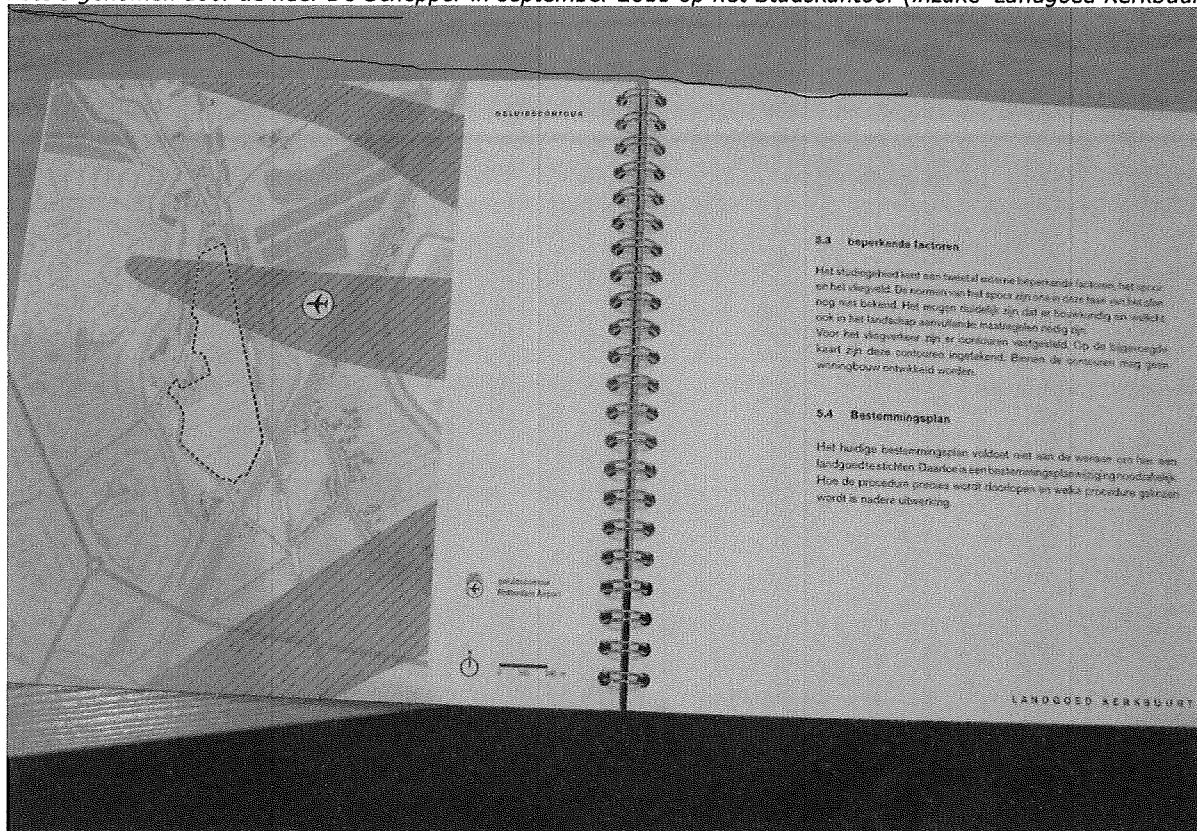 genomen door de heer De Schepper in september op het Stadskantoor (inzake Landgoed Kerkbuurt
GELUIDSCONTOUR
5.3 beperkende factoren
Het studiegebied kent een tweetal externe beperkende factoren, het spoor
en het vliegveld. De normen van het spoor zijn ons in deze fase van het plan
nog niet bekend. Het mogen duidelijk zijn dat er bouwkundig en wellicht
ook in het landschap aanvullende maatregelen nodig zijn.
Voor het vliegverkeer zijn er contouren vastgesteld. Op de bijgevoegde
kaart zijn deze contouren ingetekend. Binnen de contouren mag geen
woningbouw ontwikkeld worden.
5.4 Bestemmingsplan
Het huidige bestemmingsplan voldoet niet aan de wensen om hier een
landgoed te stichten. Daartoe is een bestemmingsplanwijziging noodzakelijk.
Hoe de procedure precies wordt doorlopen en welke procedure gekozen
wordt is nadere uitwerking.
geluidscontour
Rotterdam Airport
0
LANDGOED KERKBUURT